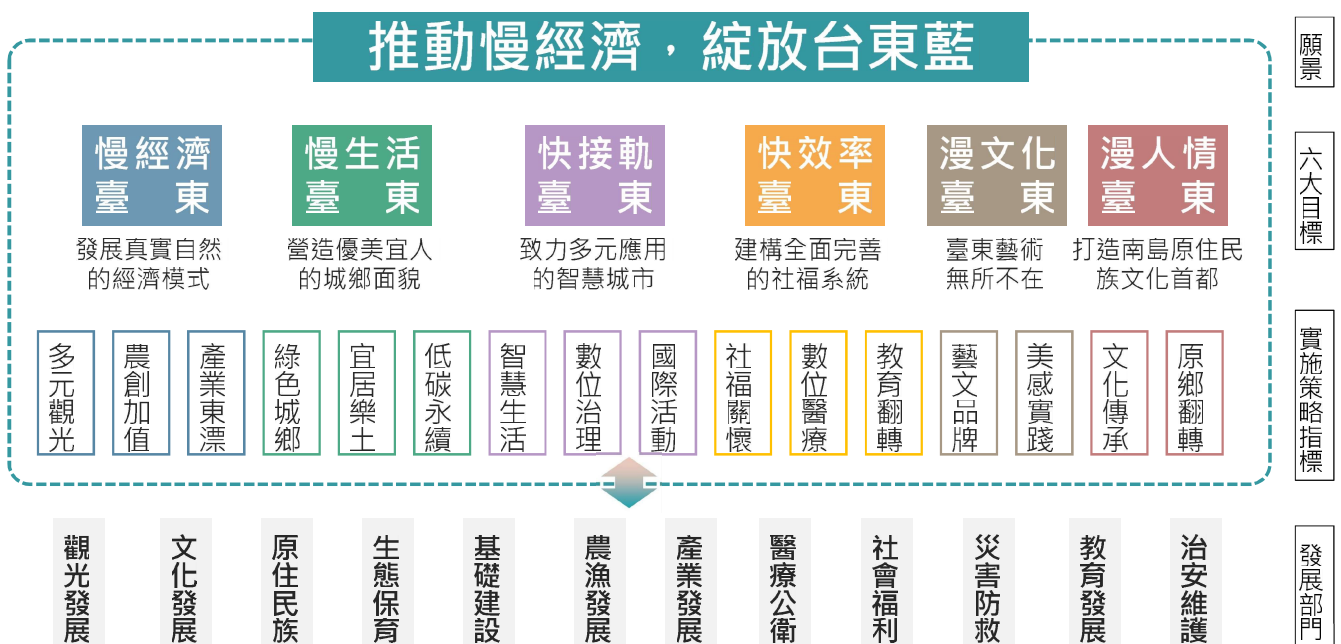 推動慢經濟，綻放台東藍
願景
慢經濟
臺東
慢生活
臺東
快接軌
臺東
快效率
臺東
漫文化
臺東
漫人情
臺東
六大目標
發展真實自然
的經濟模式
營造優美宜人
的城鄉面貌
致力多元應用
的智慧城市
建構全面完善
的社福系統
臺東藝術
無所不在
打造南島原住民
族文化首都
多元觀光
農創加值
產業東漂
綠色城鄉
宜居樂土
低碳永續
智慧生活
數位治理
國際活動
社福關懷
數位醫療
教育翻轉
藝文品牌
美感實踐
文化傳承
原鄉翻轉
實施策略指標
觀光發展
文化發展
原住民族
生態保育
基礎建設
農漁發展
產業發展
醫療公衛
社會福利
災害防救
教育發展
治安維護
發展部門